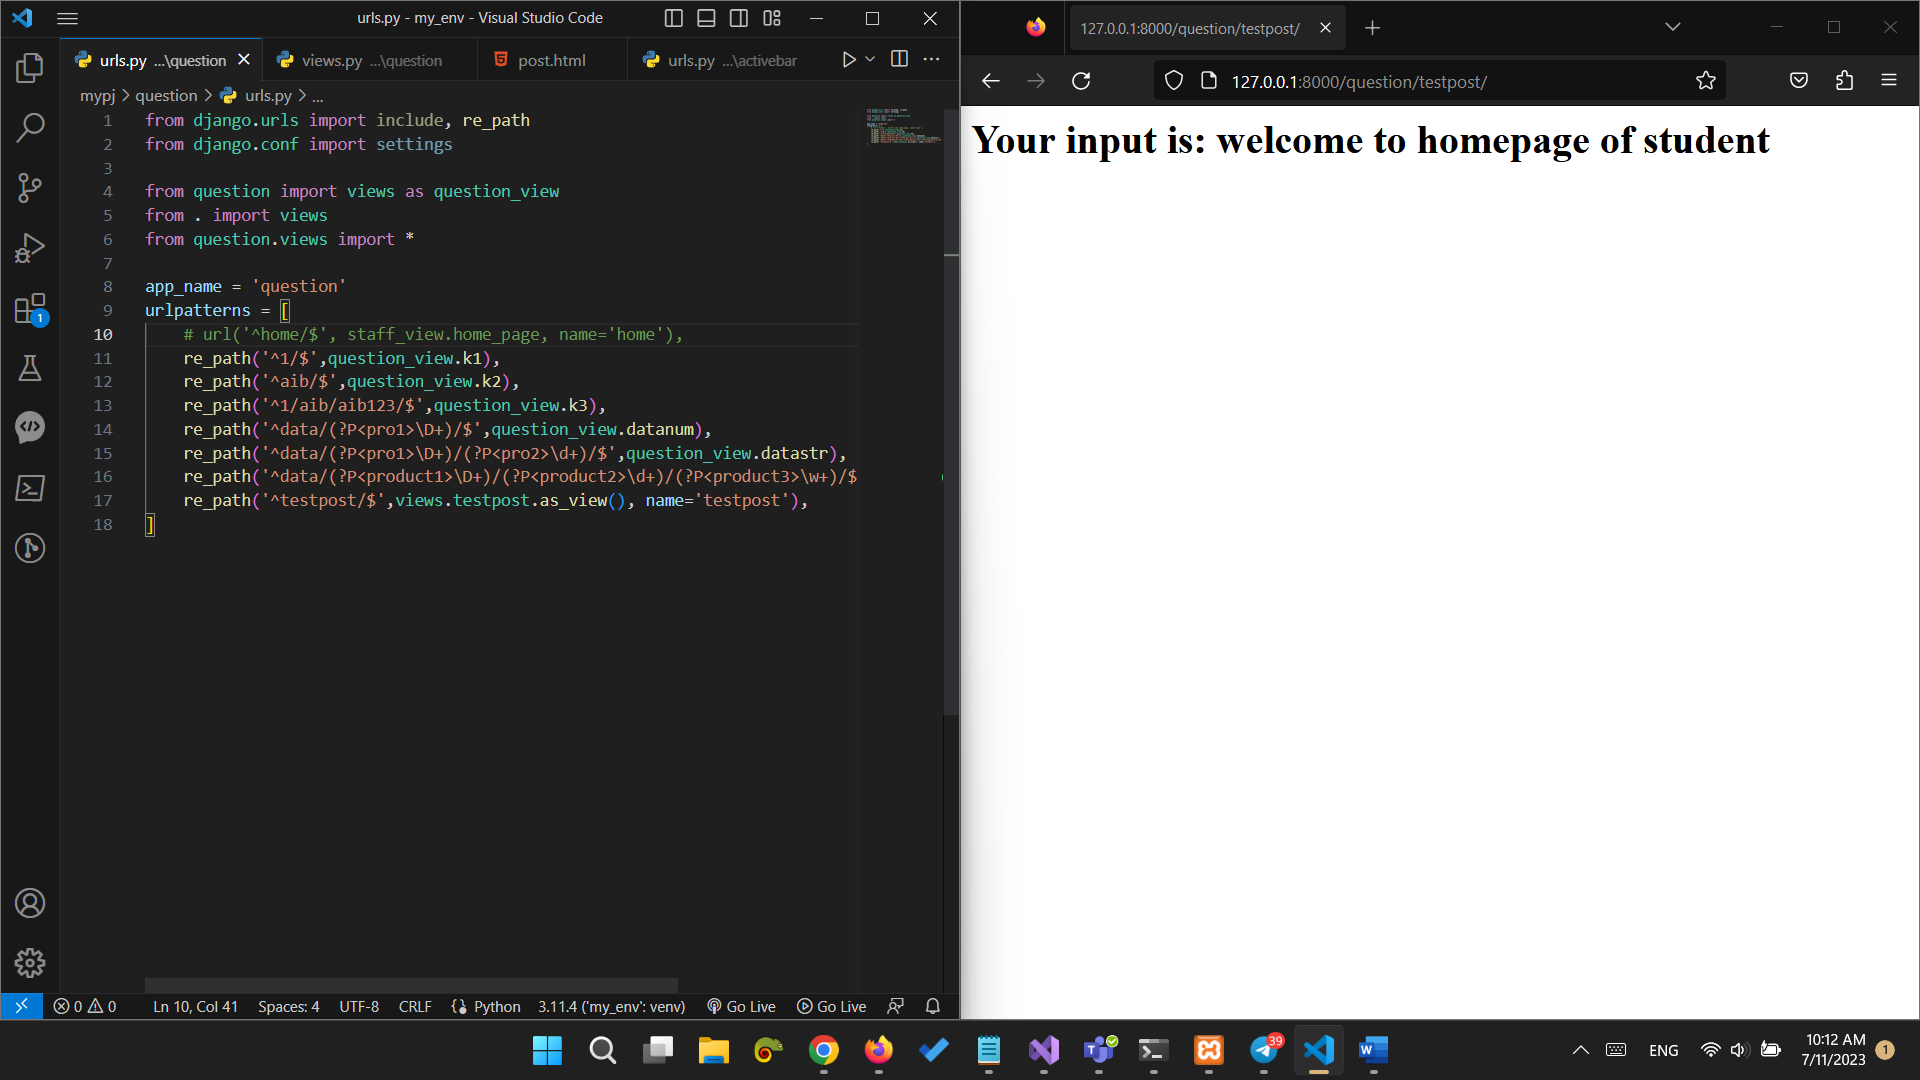 urls.py - my_env - Visual Studio Code
urls.py ...\question
views.py ...\question
post.html
urls.py ...\activebar
mypj > question > urls.py > ...
1 from django.urls import include, re_path
2 from django.conf import settings
3
4 from question import views as question_view
5 from . import views
6 from question.views import *
7
8 app_name = 'question'
9 urlpatterns = [
10 # url('^home/$', staff_view.home_page, name='home'),
11 re_path('^1/$',question_view.k1),
12 re_path('^aib/$',question_view.k2),
13 re_path('^1/aib/aib123/$',question_view.k3),
14 re_path('^data/(?P<pro1>\D+)/$',question_view.datanum),
15 re_path('^data/(?P<pro1>\D+)/(?P<pro2>\d+)/$',question_view.datastr),
16 re_path('^data/(?P<product1>\D+)/(?P<product2>\d+)/(?P<product3>\w+)/$
17 re_path('^testpost/$',views.testpost.as_view(), name='testpost'),
18 ]
1
0 0 Ln 10, Col 41 Spaces: 4 UTF-8 CRLF Python 3.11.4 ('my_env': venv) Go Live Go Live
127.0.0.1:8000/question/testpost/
127.0.0.1:8000/question/testpost/
Your input is: welcome to homepage of student
39
ENG
10:12 AM
7/11/2023
1